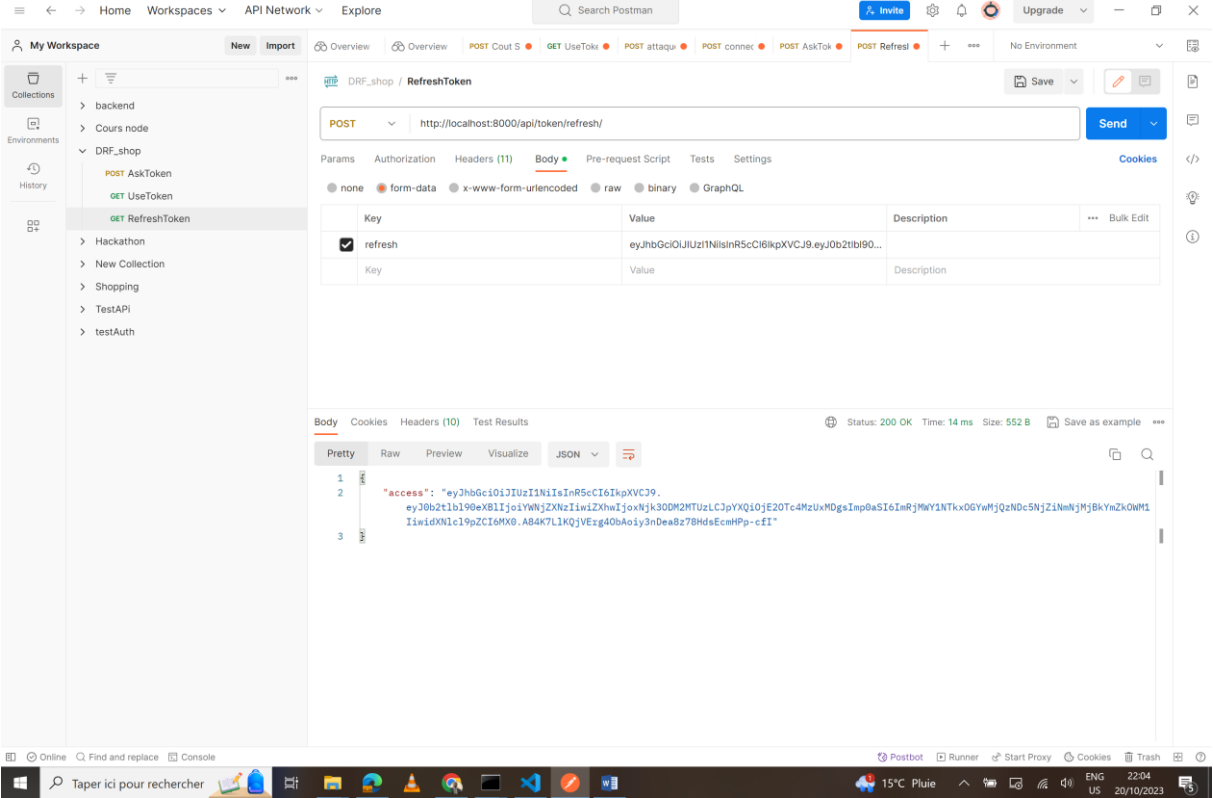 Home Workspaces API Network Explore Search Postman Invite Upgrade
My Workspace New Import Overview Overview POST Cout S GET UseToke POST attaqu POST connec POST AskTok POST Refresl No Environment
Collections
Environments
History
backend
Cours node
DRF_shop
POST AskToken
GET UseToken
GET RefreshToken
Hackathon
New Collection
Shopping
TestAPi
testAuth
HTTP DRF_shop / RefreshToken Save
POST http://localhost:8000/api/token/refresh/ Send
Params Authorization Headers (11) Body Pre-request Script Tests Settings Cookies
none form-data x-www-form-urlencoded raw binary GraphQL
Key Value Description Bulk Edit
refresh eyJhbGciOiJIUzI1NiIsInR5cCI6IkpXVCJ9.eyJ0b2tlbl90...
Key Value Description
Body Cookies Headers (10) Test Results Status: 200 OK Time: 14 ms Size: 552 B Save as example
Pretty Raw Preview Visualize JSON
1 {
2 "access": "eyJhbGciOiJIUzI1NiIsInR5cCI6IkpXVCJ9.
eyJ0b2tlbl90eXBlIjoiYWNjZXNzIiwiZXhwIjoxNjk3ODM2MTUzLCJpYXQiOjE2OTc4MzUxMDgsImp0aSI6ImRjMWY1NTkxOGYwMjQzNDc5NjZiNmNjMjBkYmZkOWM1
IiwidXNlcl9pZCI6MX0.A84K7LlKQjVErg4ObAoiy3nDea8z78HdsEcmHPp-cfI"
3 }
Online Find and replace Console Postbot Runner Start Proxy Cookies Trash
Taper ici pour rechercher 15°C Pluie ENG US 22:04 20/10/2023 5